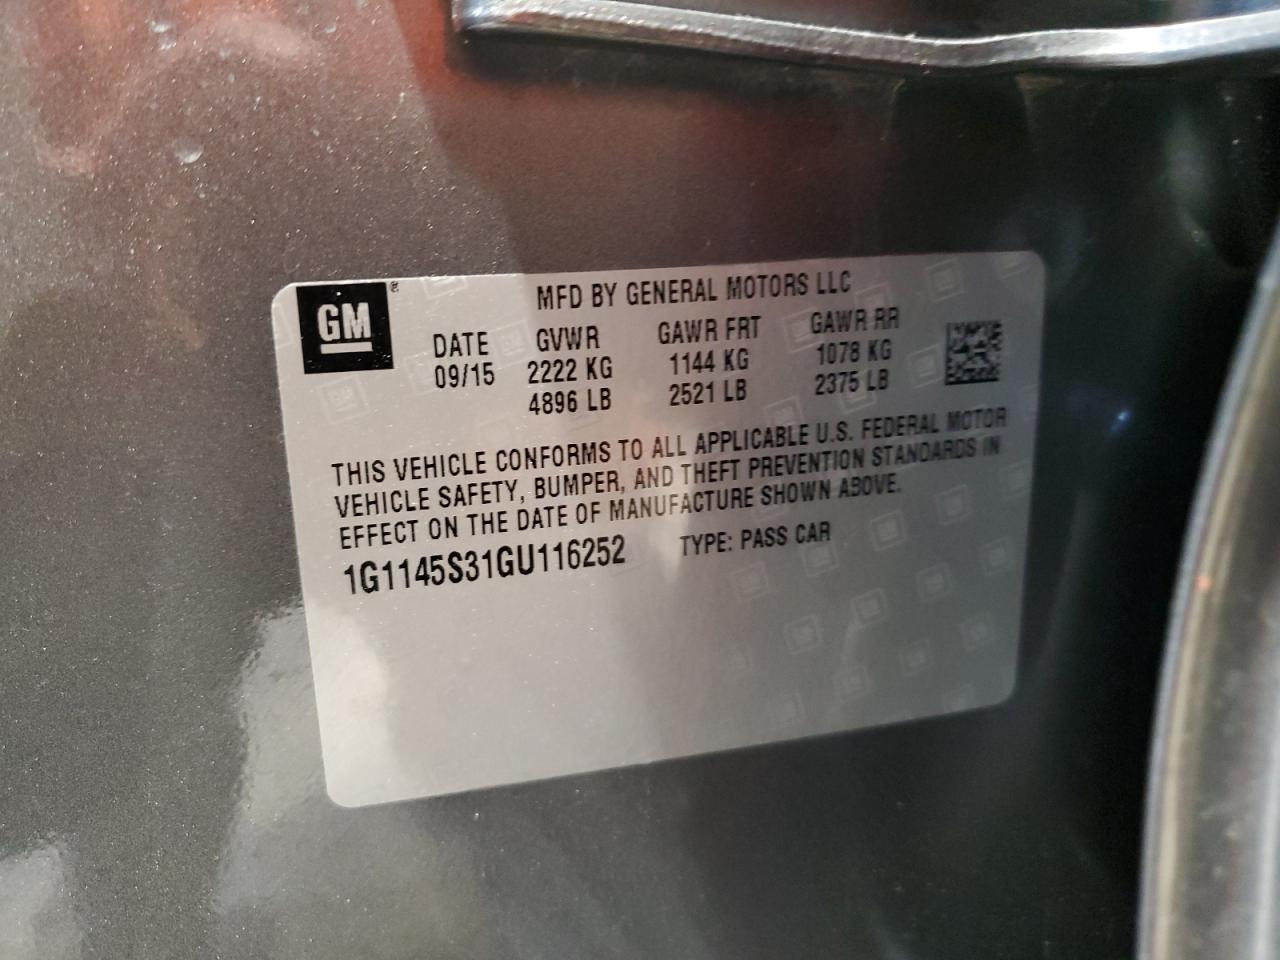 GM
MFD BY GENERAL MOTORS LLC
DATE GVWR GAWR FRT GAWR RR
09/15 2222 KG 1144 KG 1078 KG
4896 LB 2521 LB 2375 LB
THIS VEHICLE CONFORMS TO ALL APPLICABLE U.S. FEDERAL MOTOR
VEHICLE SAFETY, BUMPER, AND THEFT PREVENTION STANDARDS IN
EFFECT ON THE DATE OF MANUFACTURE SHOWN ABOVE.
1G1145S31GU116252 TYPE: PASS CAR